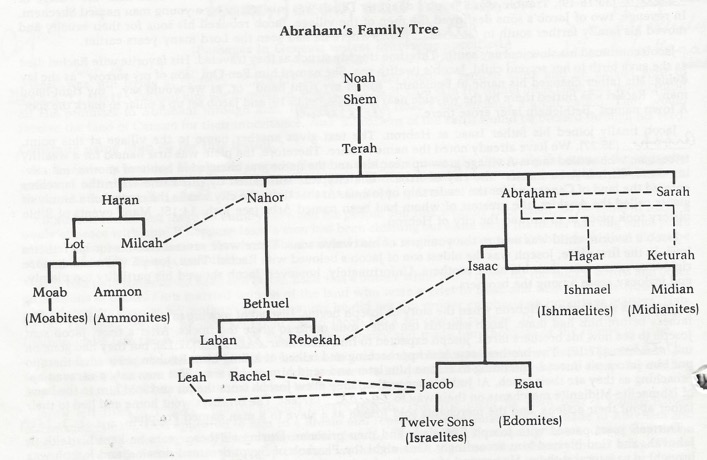 Abraham's Family Tree
Noah
Shem
Terah
Haran
Nahor
Abraham
Sarah
Lot
Milcah
Isaac
Hagar
Keturah
Moab
Ammon
Ishmael
Midian
(Moabites)
(Ammonites)
(Ishmaelites)
(Midianites)
Bethuel
Laban
Rebekah
Leah
Rachel
Jacob
Esau
Twelve Sons
(Israelites)
(Edomites)